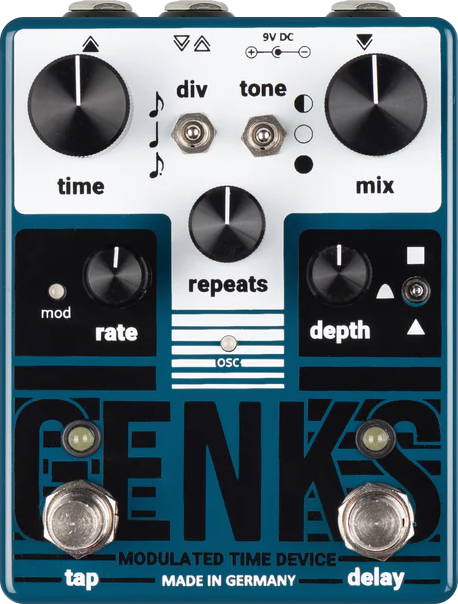 9V DC
div
tone
time
mix
repeats
mod
rate
depth
osc
GENKS
MODULATED TIME DEVICE
tap
MADE IN GERMANY
delay